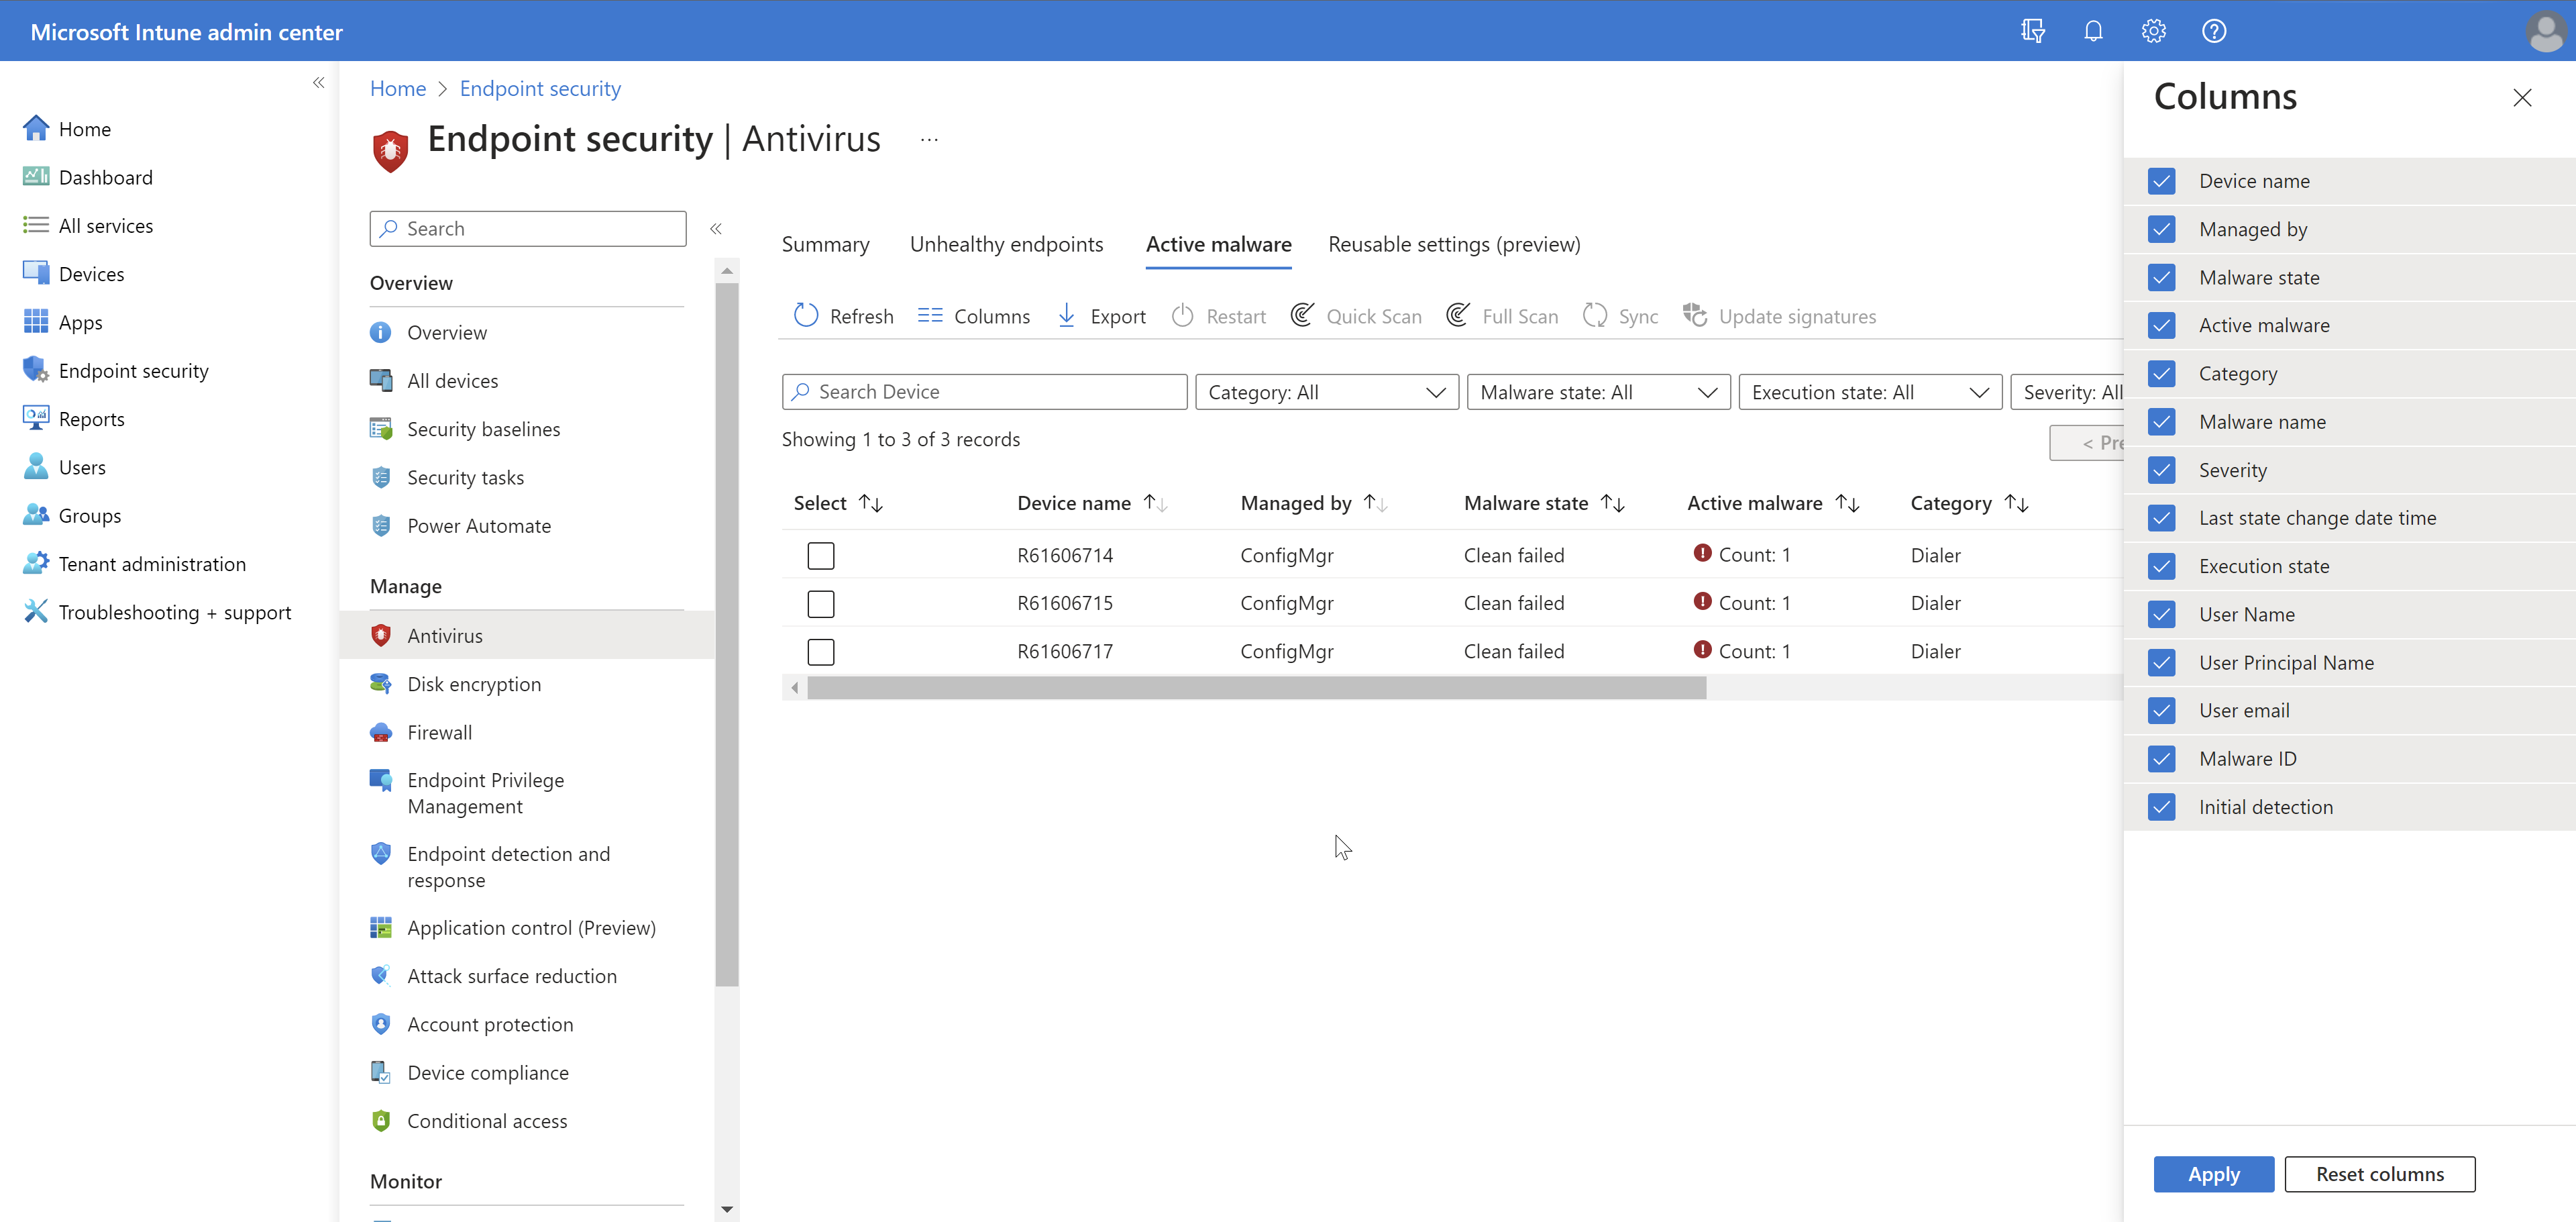 Microsoft Intune admin center
Home
Dashboard
All services
Devices
Apps
Endpoint security
Reports
Users
Groups
Tenant administration
Troubleshooting + support
Home > Endpoint security
Endpoint security | Antivirus ...
Search
Overview
Overview
All devices
Security baselines
Security tasks
Power Automate
Manage
Antivirus
Disk encryption
Firewall
Endpoint Privilege
Management
Endpoint detection and
response
Application control (Preview)
Attack surface reduction
Account protection
Device compliance
Conditional access
Monitor
Summary Unhealthy endpoints Active malware Reusable settings (preview)
Refresh Columns Export Restart Quick Scan Full Scan Sync Update signatures
Search Device Category: All Malware state: All Execution state: All Severity: All
Showing 1 to 3 of 3 records
< Pre
Select Device name Managed by Malware state Active malware Category
R61606714 ConfigMgr Clean failed Count: 1 Dialer
R61606715 ConfigMgr Clean failed Count: 1 Dialer
R61606717 ConfigMgr Clean failed Count: 1 Dialer
Columns
Device name
Managed by
Malware state
Active malware
Category
Malware name
Severity
Last state change date time
Execution state
User Name
User Principal Name
User email
Malware ID
Initial detection
Apply Reset columns